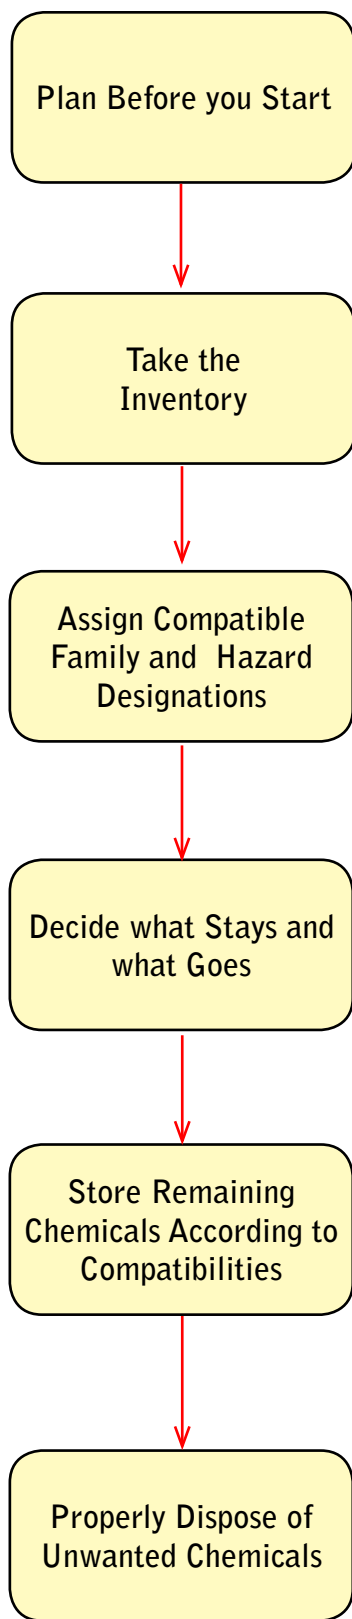 Plan Before you Start
Take the
Inventory
Assign Compatible
Family and Hazard
Designations
Decide what Stays and
what Goes
Store Remaining
Chemicals According to
Compatibilities
Properly Dispose of
Unwanted Chemicals